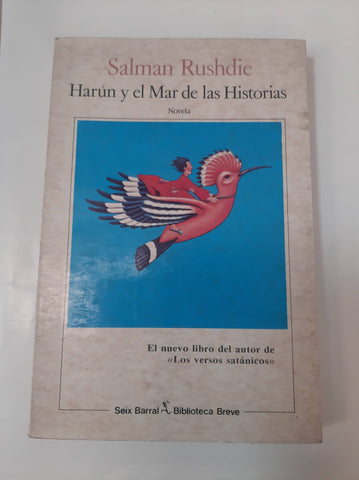 Salman Rushdie
Harún y el Mar de las Historias
Novela
El nuevo libro del autor de
«Los versos satánicos»
Seix Barral Biblioteca Breve